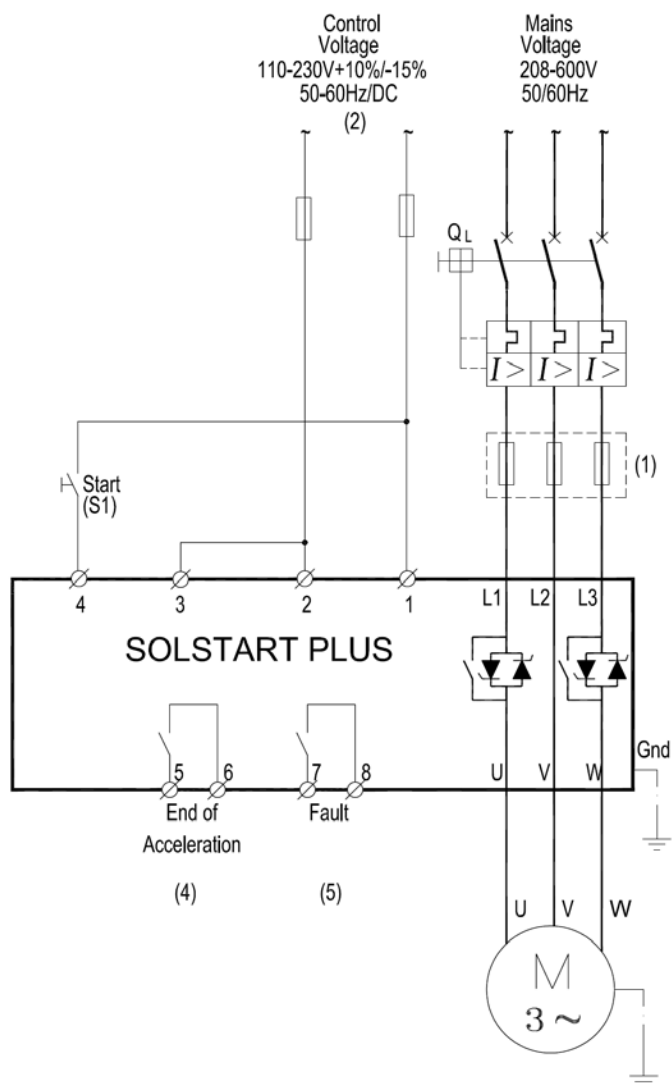 Control
Voltage
110-230V+10%/-15%
50-60Hz/DC
(2)
Mains
Voltage
208-600V
50/60Hz
QL
I > I > I >
(1)
Start
(S1)
4 3 2 1 L1 L2 L3
SOLSTART PLUS
Gnd
5 6 7 8 U V W
End of
Acceleration
Fault
(4) (5)
U V W
M
3 ~